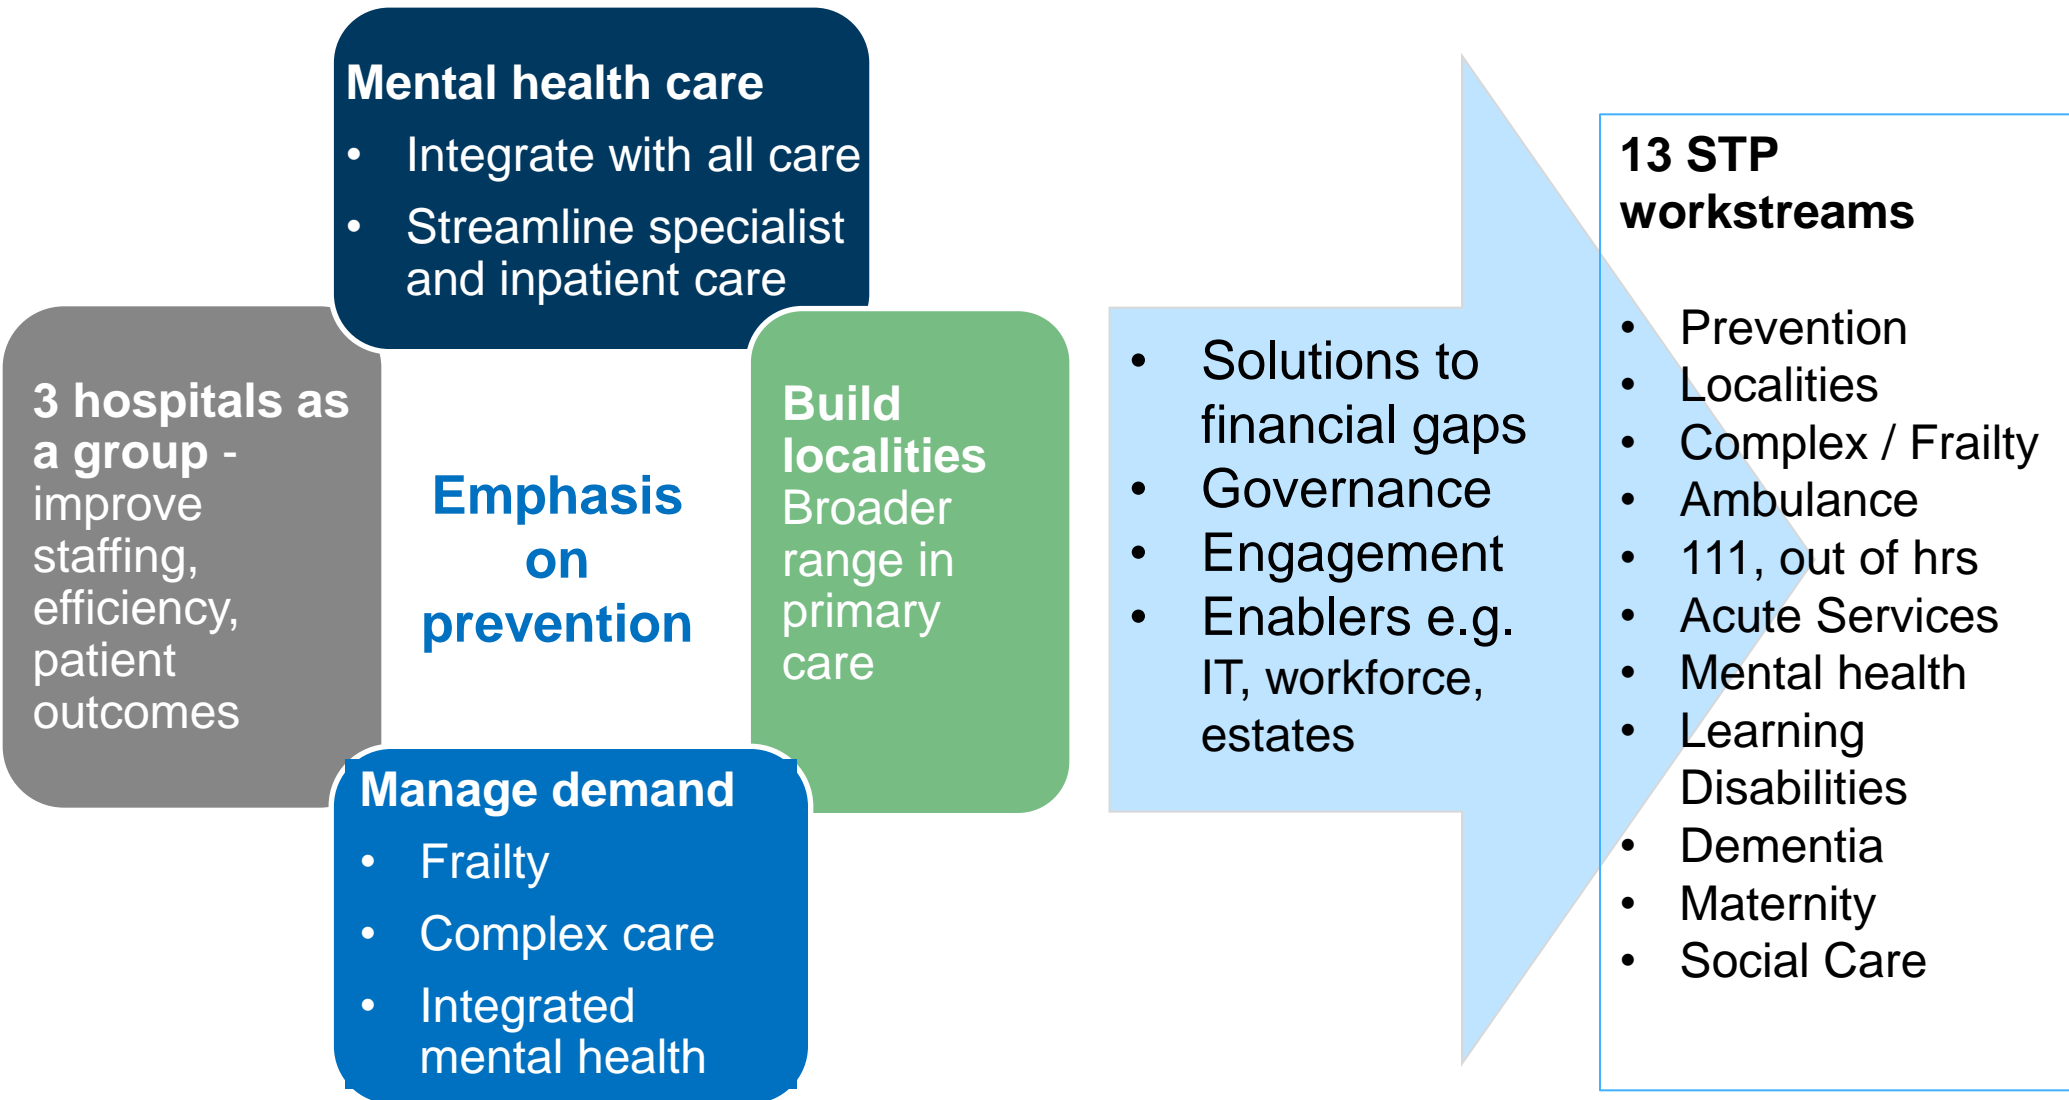 Mental health care
• Integrate with all care
• Streamline specialist
and inpatient care
3 hospitals as
a group -
improve
staffing,
efficiency,
patient
outcomes
Emphasis
on
prevention
Build
localities
Broader
range in
primary
care
Manage demand
• Frailty
• Complex care
• Integrated
mental health
• Solutions to
financial gaps
• Governance
• Engagement
• Enablers e.g.
IT, workforce,
estates
13 STP
workstreams
• Prevention
• Localities
• Complex / Frailty
• Ambulance
• 111, out of hrs
• Acute Services
• Mental health
• Learning
Disabilities
• Dementia
• Maternity
• Social Care